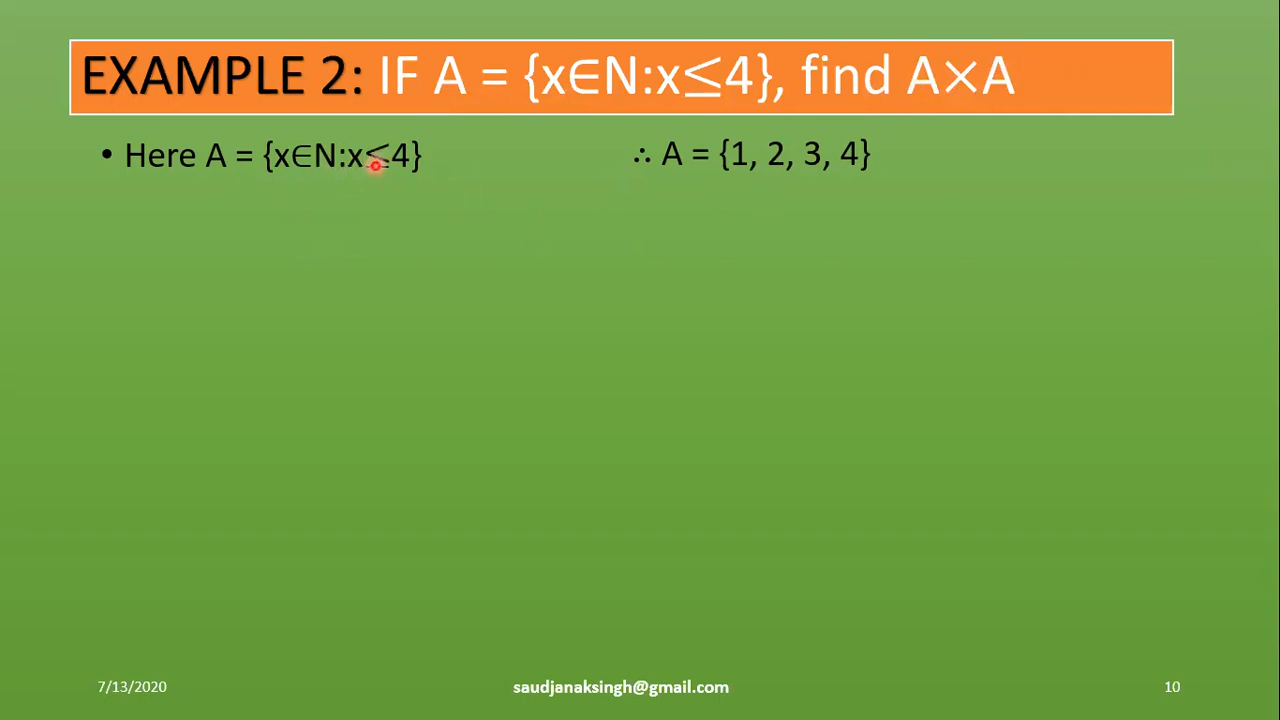 EXAMPLE 2: IF A = {x∈N:x≤4}, find A×A
• Here A = {x∈N:x≤4}
∴ A = {1, 2, 3, 4}
7/13/2020
saudjanaksingh@gmail.com
10